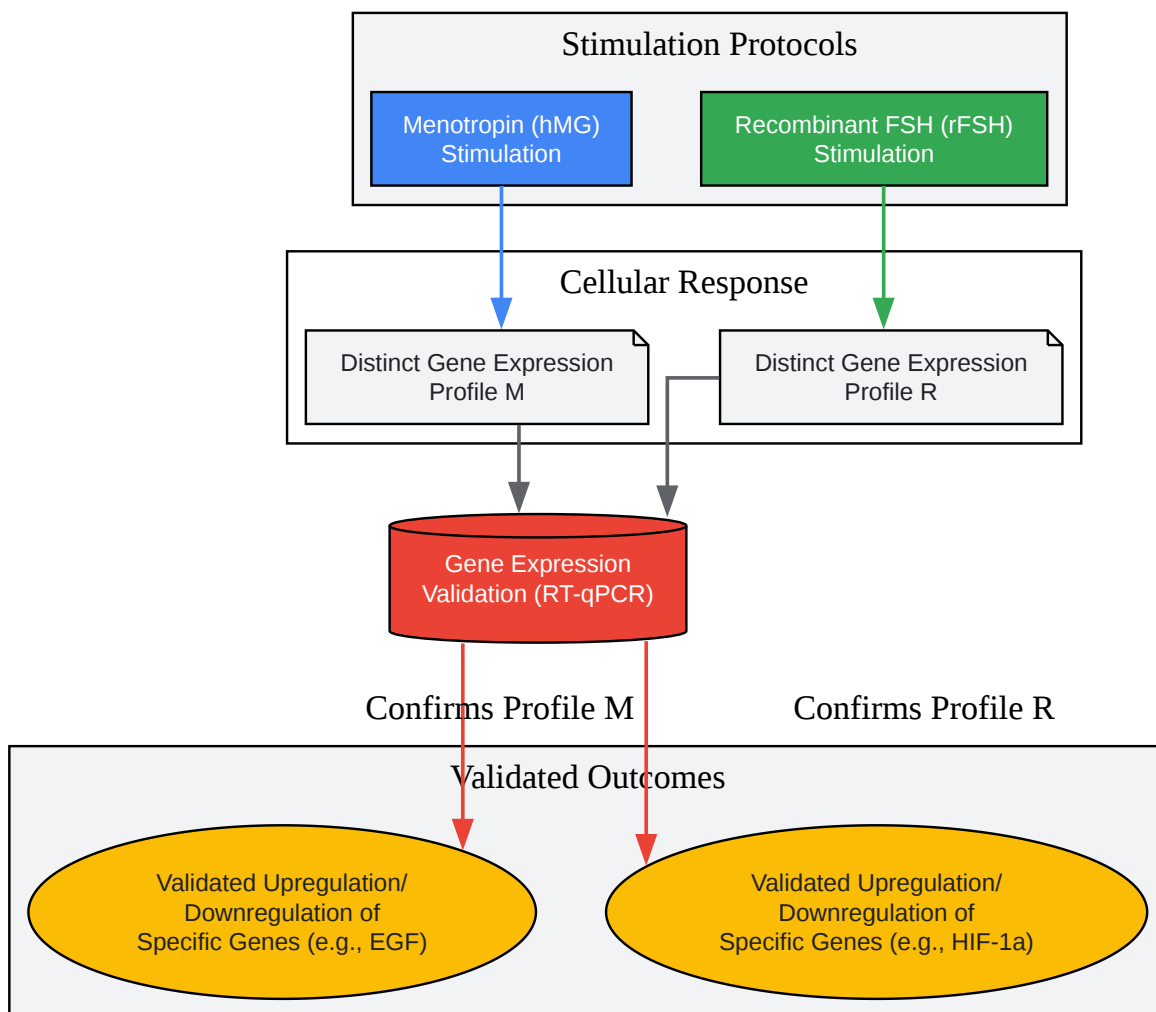 Stimulation Protocols
Menotropin (hMG)
Stimulation
Recombinant FSH (rFSH)
Stimulation
Cellular Response
Distinct Gene Expression
Profile M
Distinct Gene Expression
Profile R
Gene Expression
Validation (RT-qPCR)
Confirms Profile M
Confirms Profile R
Validated Outcomes
Validated Upregulation/
Downregulation of
Specific Genes (e.g., EGF)
Validated Upregulation/
Downregulation of
Specific Genes (e.g., HIF-1a)